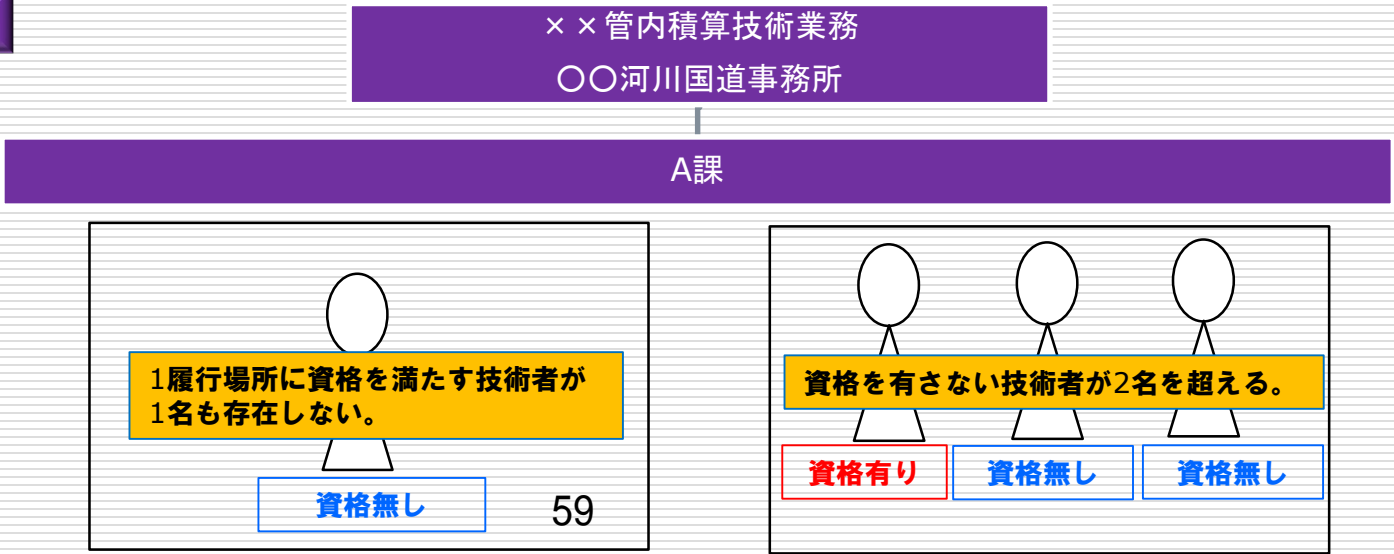 ××管内積算技術業務
〇〇河川国道事務所
A課
1履行場所に資格を満たす技術者が
1名も存在しない。
資格無し
59
資格を有さない技術者が2名を超える。
資格有り
資格無し
資格無し